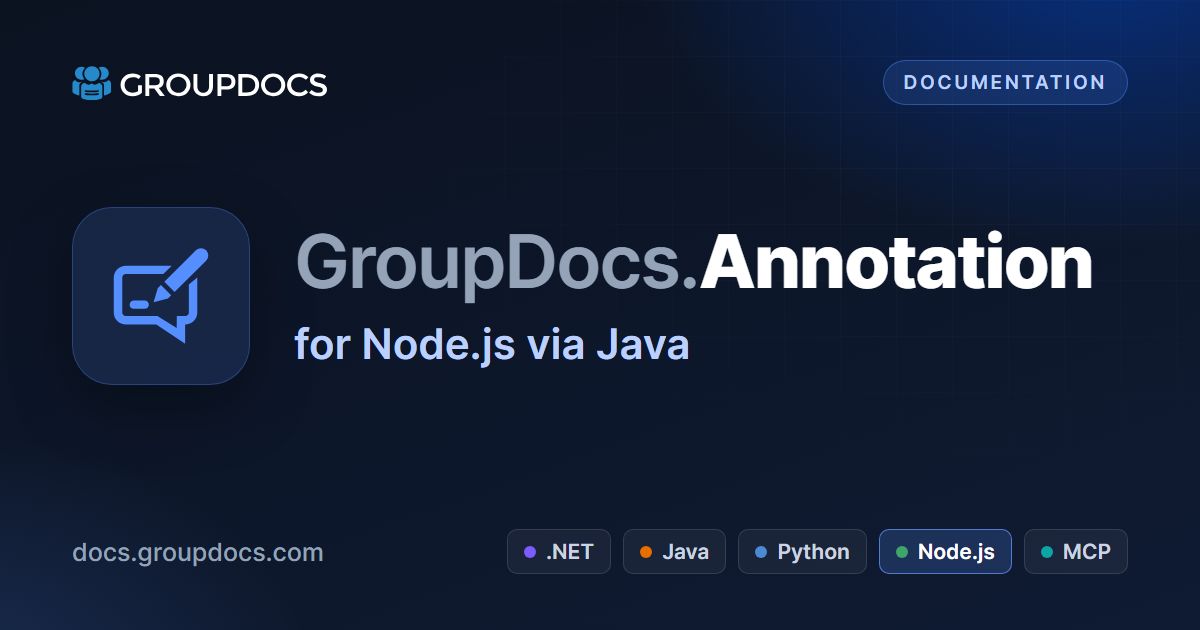 GROUPDOCS
DOCUMENTATION
GroupDocs.Annotation
for Node.js via Java
docs.groupdocs.com
.NET
Java
Python
Node.js
MCP